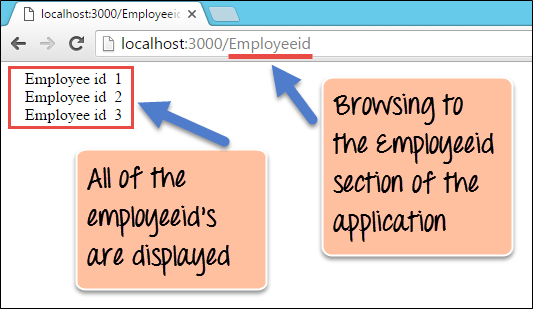 localhost:3000/Employeeid
localhost:3000/Employeeid
Employee id 1
Employee id 2
Employee id 3
Browsing to
the Employeeid
section of the
application
All of the
employeeid's
are displayed